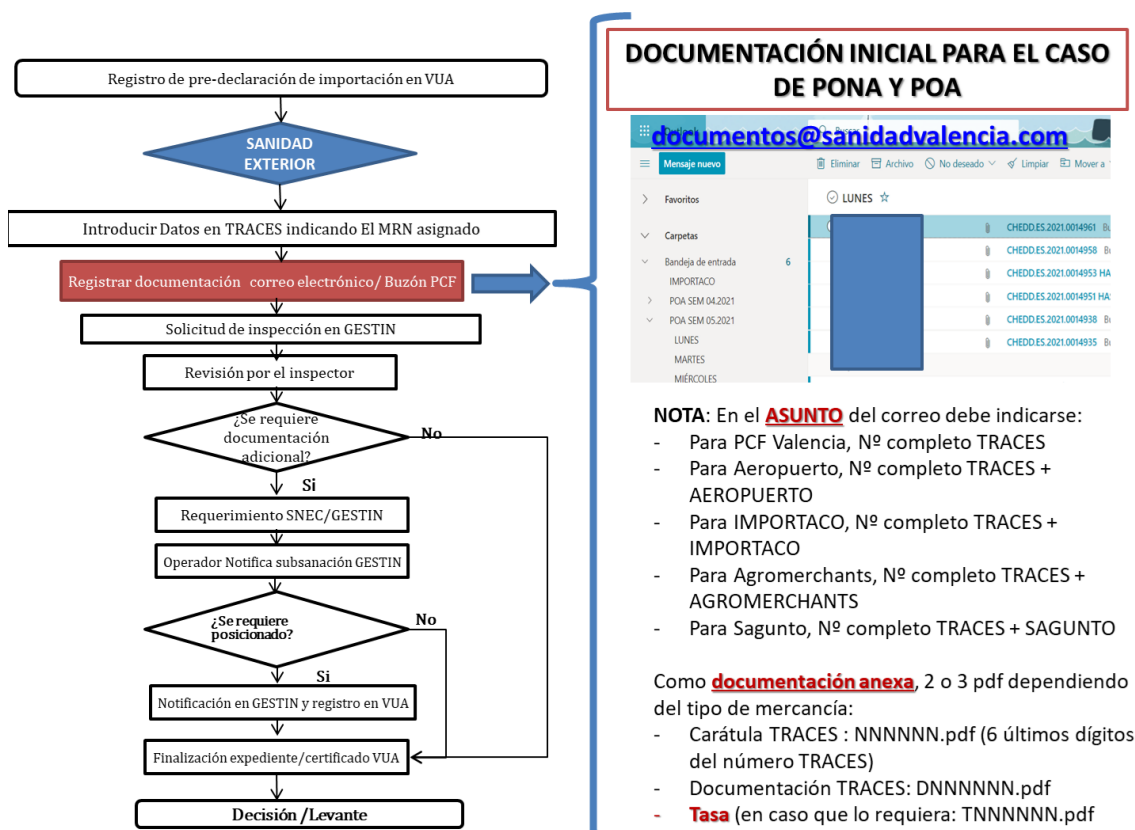 Registro de pre-declaración de importación en VUA
SANIDAD
EXTERIOR
Introducir Datos en TRACES indicando El MRN asignado
Registrar documentación correo electrónico/ Buzón PCF
Solicitud de inspección en GESTIN
Revisión por el inspector
¿Se requiere
documentación
adicional?
No
Si
Requerimiento SNEC/GESTIN
Operador Notifica subsanación GESTIN
¿Se requiere
posicionado?
No
Si
Notificación en GESTIN y registro en VUA
Finalización expediente/certificado VUA
Decisión /Levante
DOCUMENTACIÓN INICIAL PARA EL CASO
DE PONA Y POA
documentos@sanidadvalencia.com
Mensaje nuevo
Eliminar Archivo No deseado Limpiar Mover a
Favoritos
LUNES
Carpetas
Bandeja de entrada 6
IMPORTACO
POA SEM 04.2021
POA SEM 05.2021
LUNES
MARTES
MIÉRCOLES
CHEDD.ES.2021.0014961
CHEDD.ES.2021.0014958
CHEDD.ES.2021.0014953 HA
CHEDD.ES.2021.0014951 HA
CHEDD.ES.2021.0014938
CHEDD.ES.2021.0014935
NOTA: En el ASUNTO del correo debe indicarse:
- Para PCF Valencia, Nº completo TRACES
- Para Aeropuerto, Nº completo TRACES +
AEROPUERTO
- Para IMPORTACO, Nº completo TRACES +
IMPORTACO
- Para Agromerchants, Nº completo TRACES +
AGROMERCHANTS
- Para Sagunto, Nº completo TRACES + SAGUNTO
Como documentación anexa, 2 o 3 pdf dependiendo
del tipo de mercancía:
- Carátula TRACES : NNNNNN.pdf (6 últimos dígitos
del número TRACES)
- Documentación TRACES: DNNNNNN.pdf
- Tasa (en caso que lo requiera: TNNNNNN.pdf